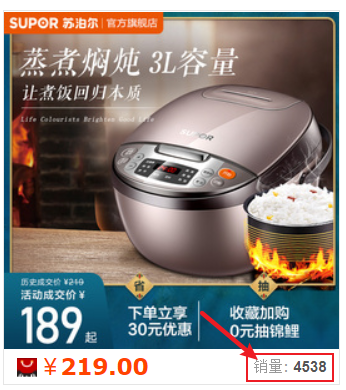 SUPOR 苏泊尔 | 官方旗舰店
蒸煮焖炖 3L容量
让煮饭回归本质
Life Colourists Brighten Good Life
SUPOR
历史成交价 ¥219
活动成交价 ¥
189起
省
下单立享
30元优惠
抽
收藏加购
0元抽锦鲤
¥219.00
销量: 4538